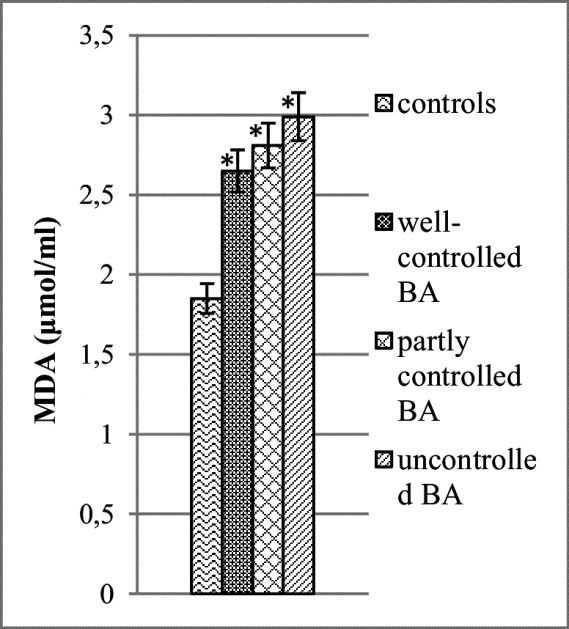 3,5
3
2,5
2
1,5
1
0,5
0
MDA (µmol/ml)
*
*
*
controls
well-
controlled
BA
partly
controlled
BA
uncontrolle
d BA